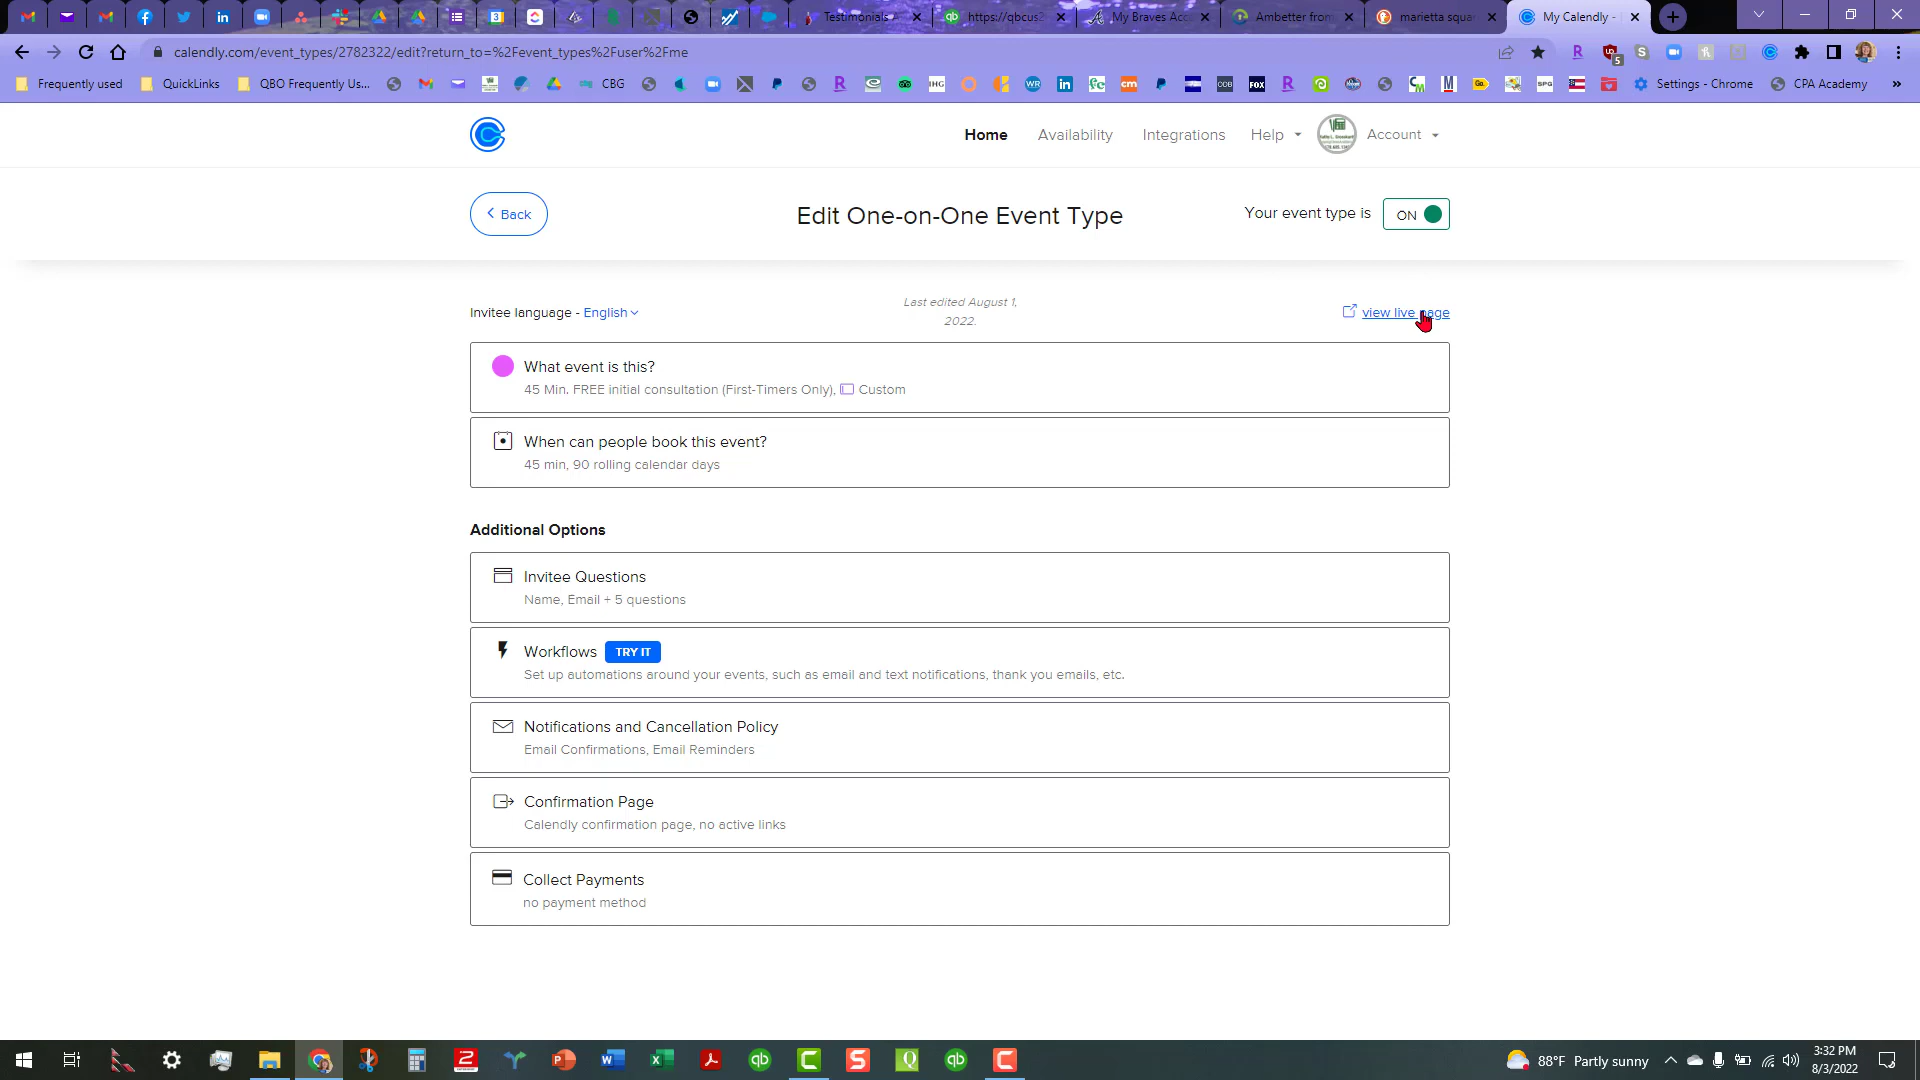 Testimonials
https://qbcus2
My Braves Acc
Ambetter from
marietta squa
My Calendly -
calendly.com/event_types/2782322/edit?return_to=%2Fevent_types%2Fuser%2Fme
Frequently used
QuickLinks
QBO Frequently Us...
CBG
Settings - Chrome
CPA Academy
»
Home
Availability
Integrations
Help
Account
Back
Edit One-on-One Event Type
Your event type is
ON
Invitee language - English
Last edited August 1,
2022.
view live page
What event is this?
45 Min. FREE initial consultation (First-Timers Only), Custom
When can people book this event?
45 min, 90 rolling calendar days
Additional Options
Invitee Questions
Name, Email + 5 questions
Workflows TRY IT
Set up automations around your events, such as email and text notifications, thank you emails, etc.
Notifications and Cancellation Policy
Email Confirmations, Email Reminders
Confirmation Page
Calendly confirmation page, no active links
Collect Payments
no payment method
88°F Partly sunny
3:32 PM
8/3/2022